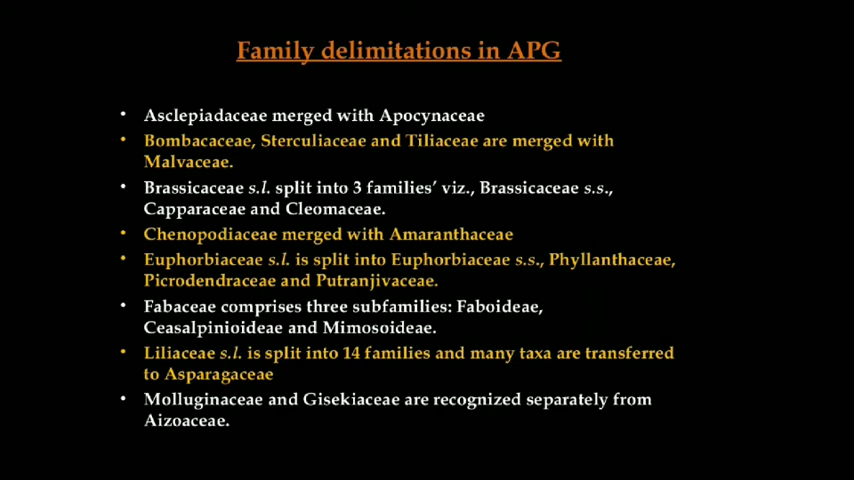 Family delimitations in APG
• Asclepiadaceae merged with Apocynaceae
• Bombacaceae, Sterculiaceae and Tiliaceae are merged with
Malvaceae.
• Brassicaceae s.l. split into 3 families' viz., Brassicaceae s.s.,
Capparaceae and Cleomaceae.
• Chenopodiaceae merged with Amaranthaceae
• Euphorbiaceae s.l. is split into Euphorbiaceae s.s., Phyllanthaceae,
Picrodendraceae and Putranjivaceae.
• Fabaceae comprises three subfamilies: Faboideae,
Ceasalpinioideae and Mimosoideae.
• Liliaceae s.l. is split into 14 families and many taxa are transferred
to Asparagaceae
• Molluginaceae and Gisekiaceae are recognized separately from
Aizoaceae.